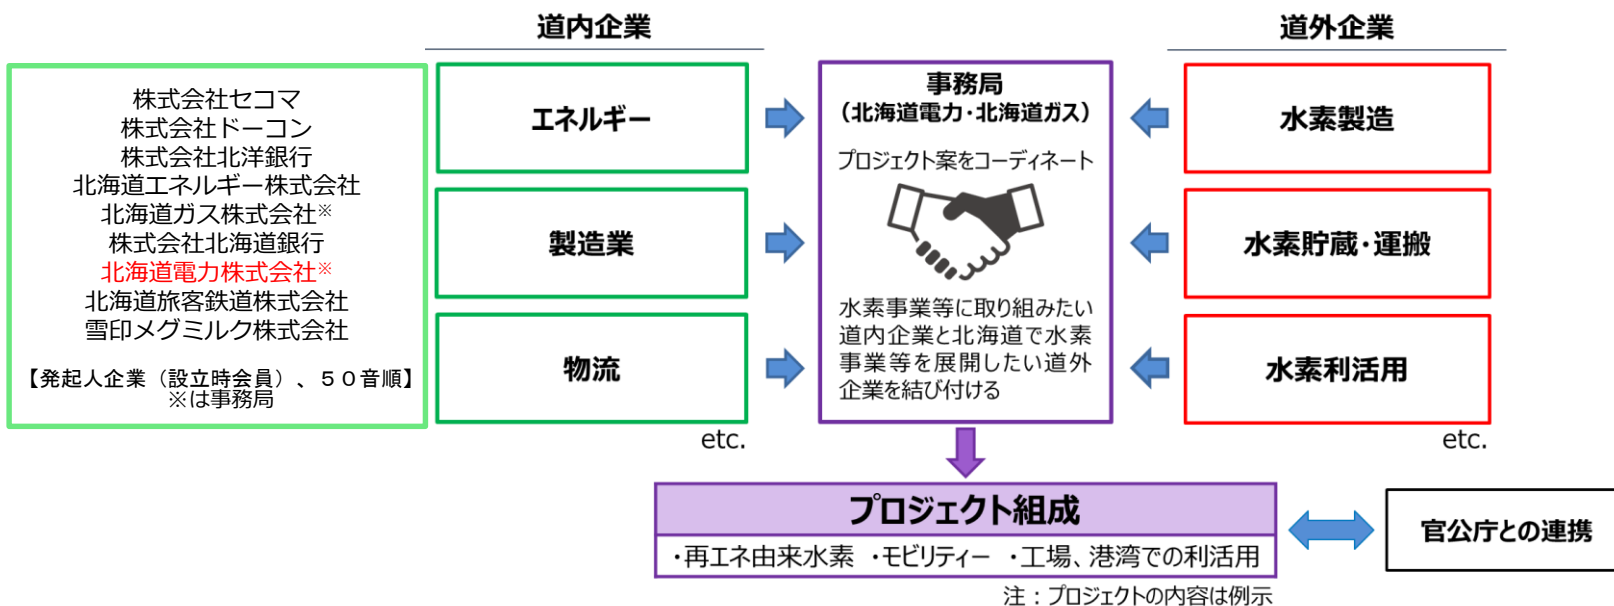 道内企業
道外企業
株式会社セコマ
株式会社ドーコン
株式会社北洋銀行
北海道エネルギー株式会社
北海道ガス株式会社※
株式会社北海道銀行
北海道電力株式会社※
北海道旅客鉄道株式会社
雪印メグミルク株式会社
【発起人企業（設立時会員）、５０音順】
※は事務局
エネルギー
製造業
物流
etc.
事務局
（北海道電力・北海道ガス）
プロジェクト案をコーディネート
水素事業等に取り組みたい
道内企業と北海道で水素
事業等を展開したい道外
企業を結び付ける
水素製造
水素貯蔵・運搬
水素利活用
etc.
プロジェクト組成
・再エネ由来水素 ・モビリティー ・工場、港湾での利活用
官公庁との連携
注：プロジェクトの内容は例示